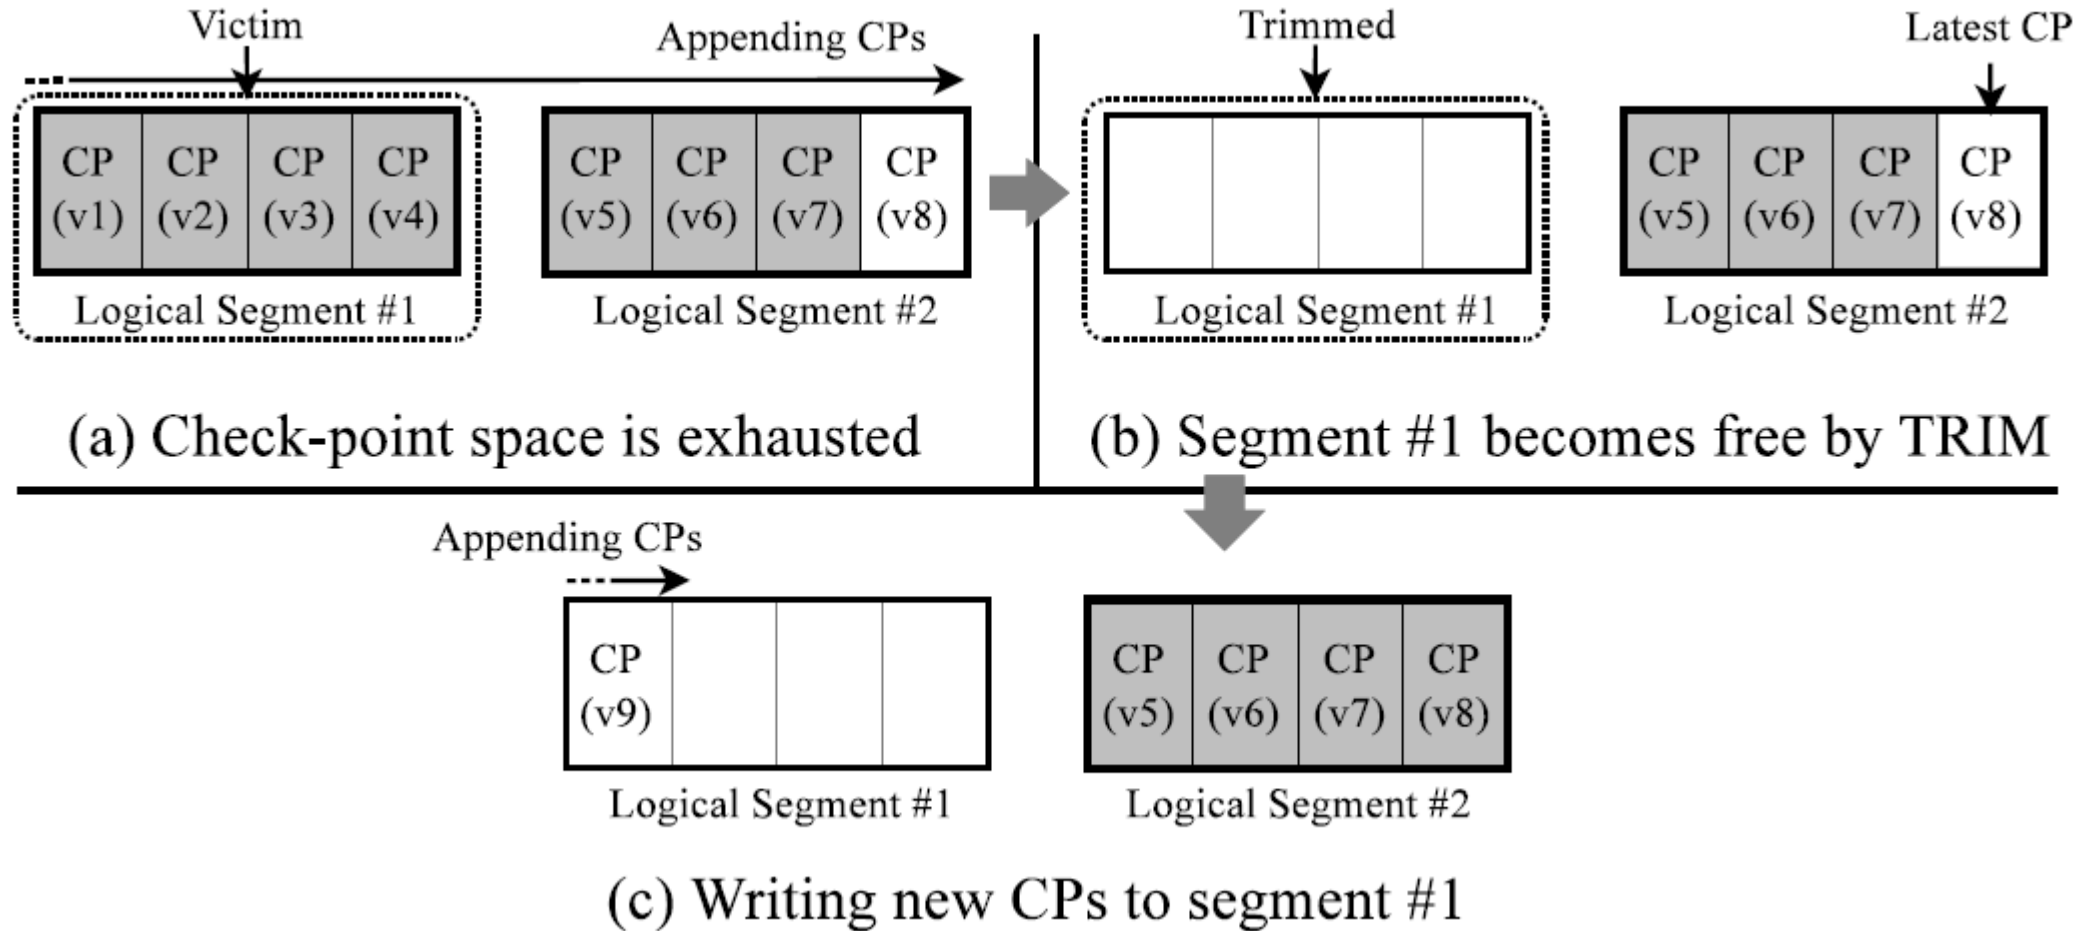 Victim
Appending CPs
CP (v1) CP (v2) CP (v3) CP (v4)
Logical Segment #1
CP (v5) CP (v6) CP (v7) CP (v8)
Logical Segment #2
(a) Check-point space is exhausted
Trimmed
Latest CP
Logical Segment #1
CP (v5) CP (v6) CP (v7) CP (v8)
Logical Segment #2
(b) Segment #1 becomes free by TRIM
Appending CPs
CP (v9)
Logical Segment #1
CP (v5) CP (v6) CP (v7) CP (v8)
Logical Segment #2
(c) Writing new CPs to segment #1